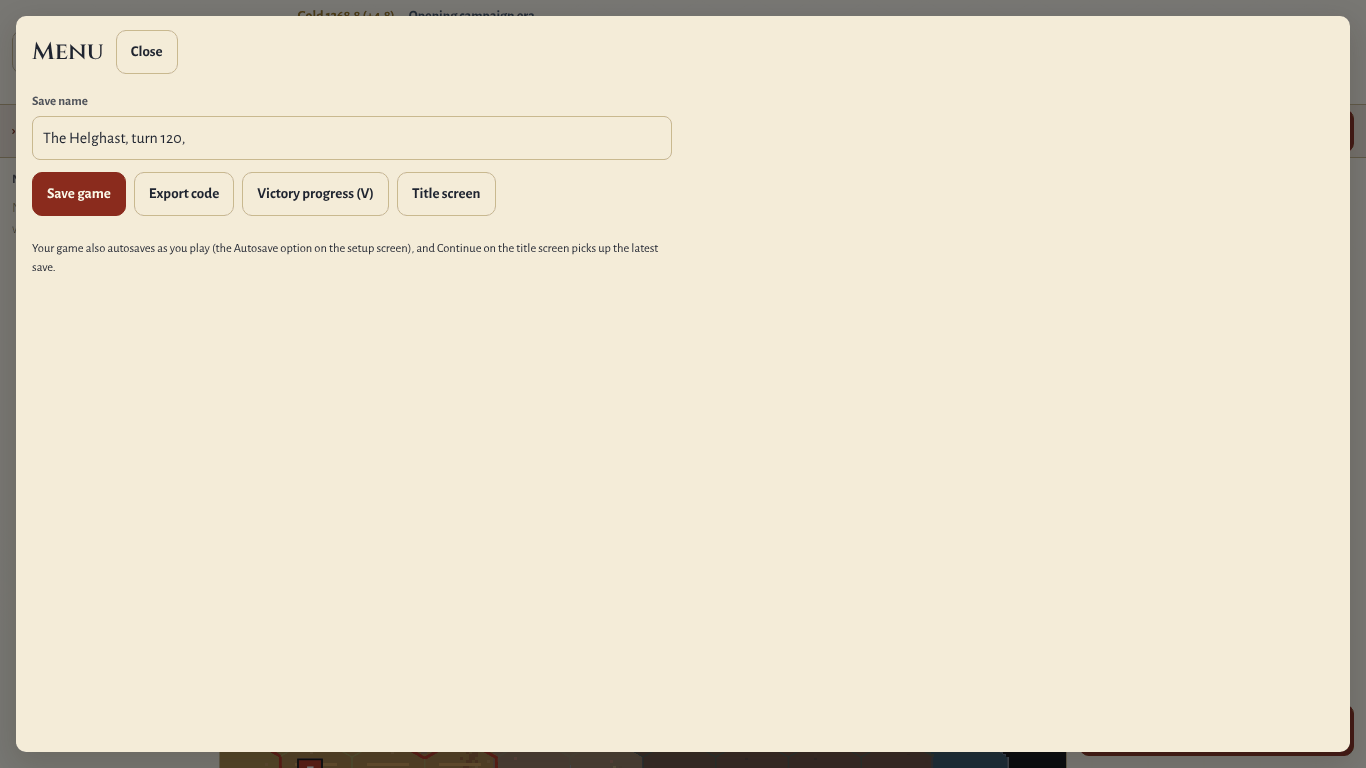 Menu
Close
Save name
The Helghast, turn 120,
Save game
Export code
Victory progress (V)
Title screen
Your game also autosaves as you play (the Autosave option on the setup screen), and Continue on the title screen picks up the latest
save.